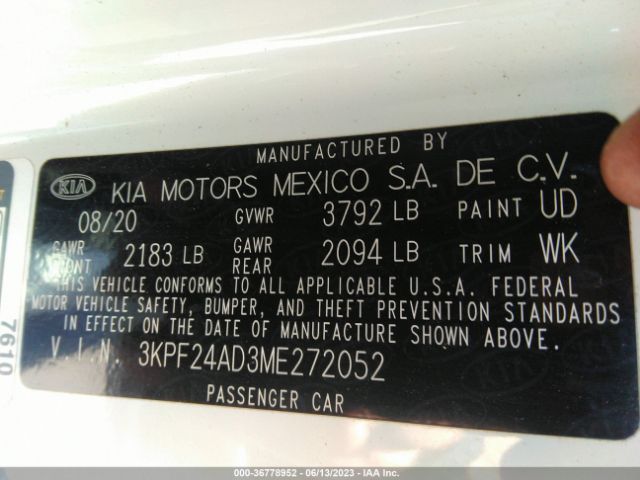 MANUFACTURED BY
KIA KIA MOTORS MEXICO S.A. DE C.V.
08/20 GVWR 3792 LB PAINT UD
GAWR FRONT 2183 LB GAWR REAR 2094 LB TRIM WK
THIS VEHICLE CONFORMS TO ALL APPLICABLE U.S.A. FEDERAL
MOTOR VEHICLE SAFETY, BUMPER, AND THEFT PREVENTION STANDARDS
IN EFFECT ON THE DATE OF MANUFACTURE SHOWN ABOVE.
V.I.N. 3KPF24AD3ME272052
PASSENGER CAR
7610
000-36778952 - 06/13/2023 - IAA Inc.